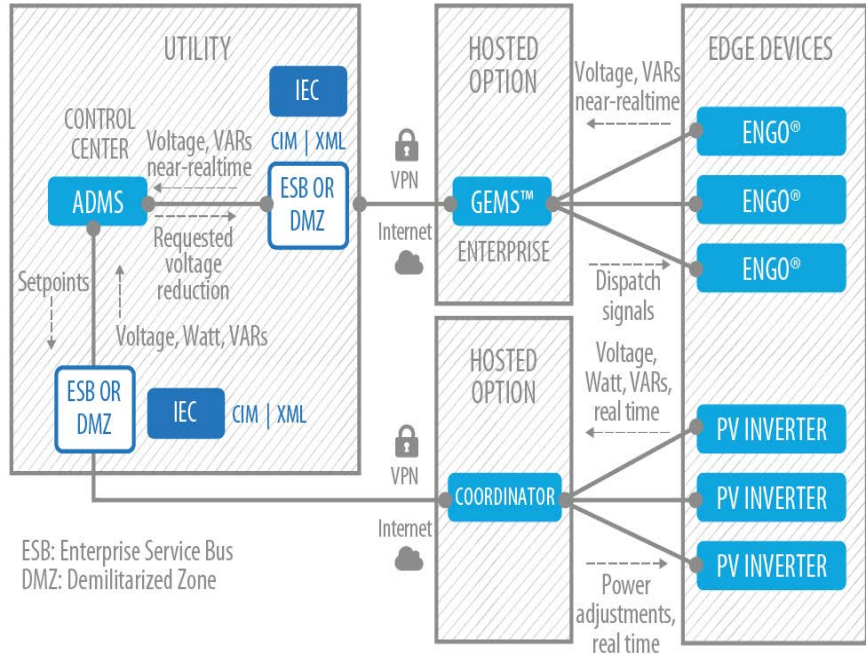 UTILITY
IEC
CIM | XML
CONTROL
CENTER
Voltage, VARs
near-realtime
ADMS
ESB OR
DMZ
Requested
voltage
reduction
Setpoints
Voltage, Watt, VARs
ESB OR
DMZ
IEC
CIM | XML
VPN
Internet
VPN
Internet
HOSTED
OPTION
GEMS™
ENTERPRISE
HOSTED
OPTION
COORDINATOR
EDGE DEVICES
Voltage, VARs
near-realtime
ENGO®
ENGO®
ENGO®
Dispatch
signals
Voltage,
Watt, VARs,
real time
PV INVERTER
PV INVERTER
PV INVERTER
Power
adjustments,
real time
ESB: Enterprise Service Bus
DMZ: Demilitarized Zone